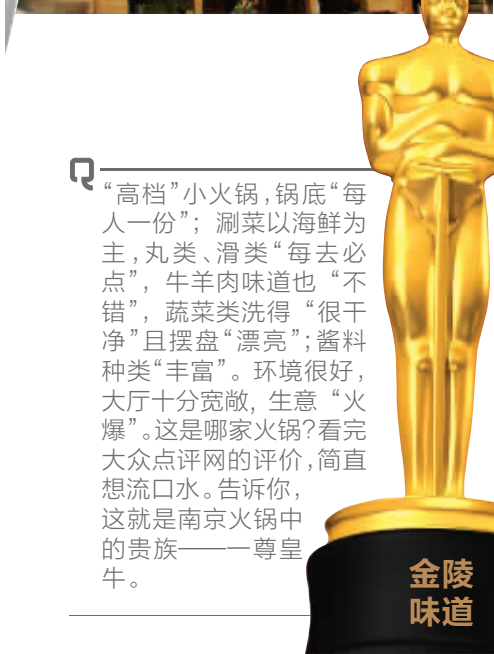 “高档”小火锅,锅底“每
人一份”；涮菜以海鲜为
主,丸类、滑类“每去必
点”，牛羊肉味道也“不
错”，蔬菜类洗得“很干
净”且摆盘“漂亮”;酱料
种类“丰富”。环境很好,
大厅十分宽敞, 生意“火
爆”。这是哪家火锅?看完
大众点评网的评价,简直
想流口水。告诉你,
这就是南京火锅中
的贵族——一尊皇
牛。
金陵
味道